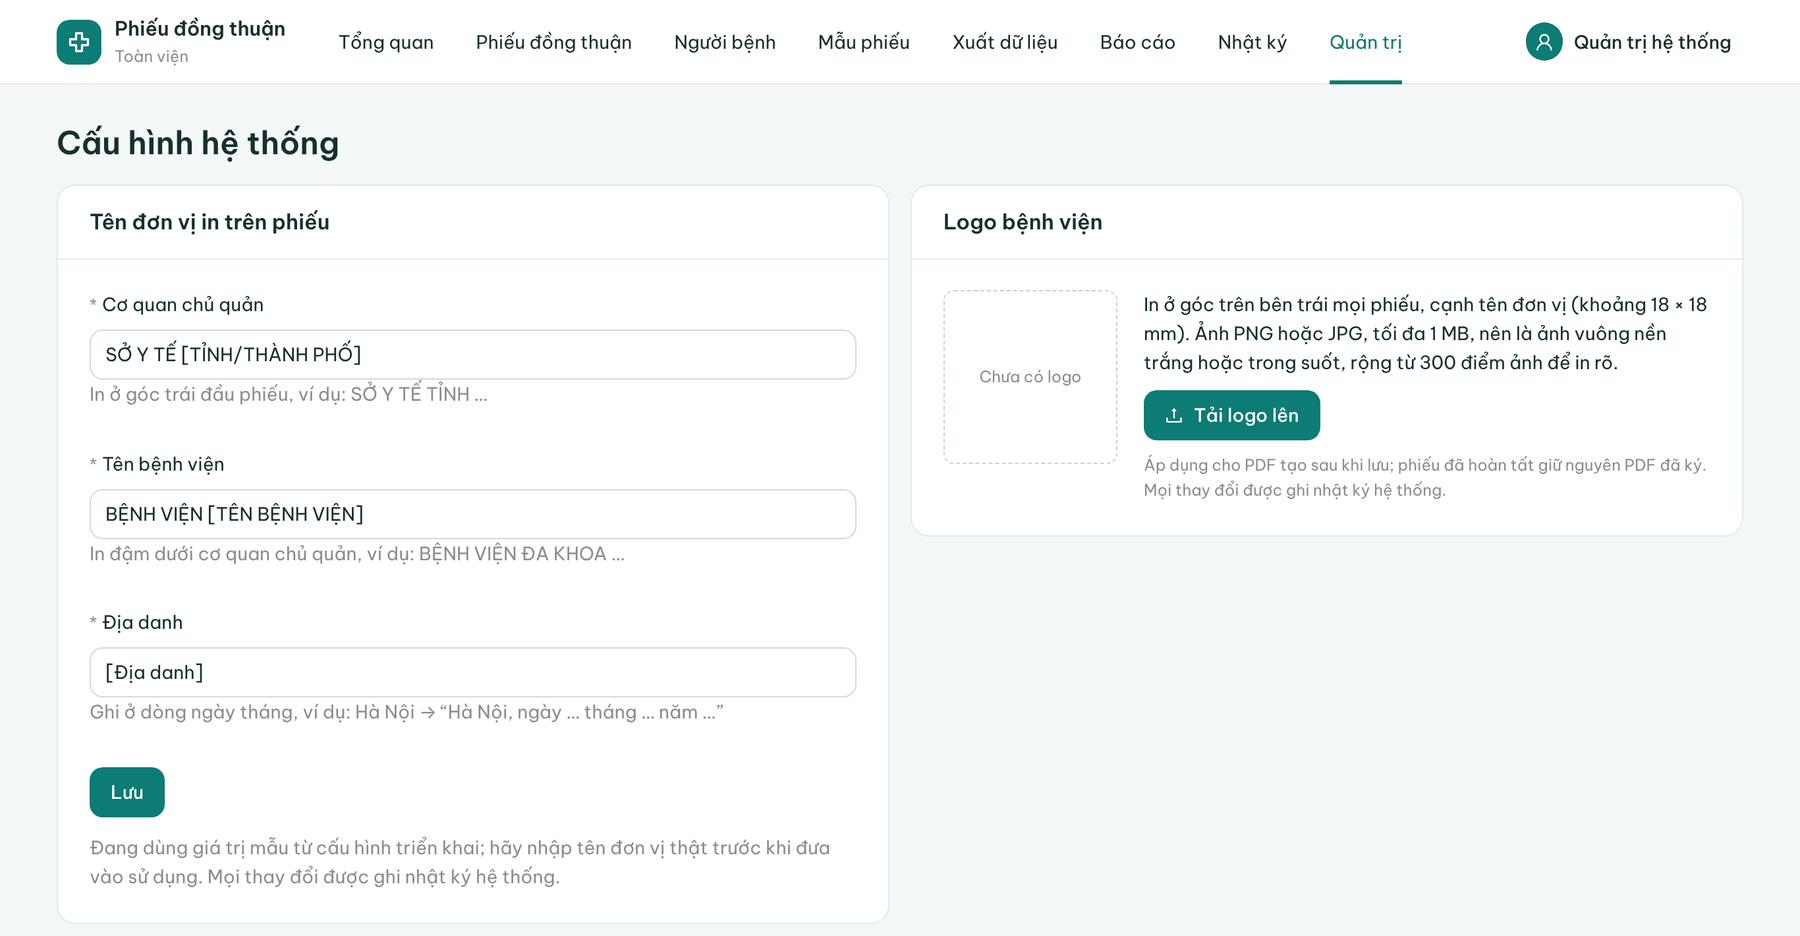 Phiếu đồng thuận
Toàn viện
Tổng quan
Phiếu đồng thuận
Người bệnh
Mẫu phiếu
Xuất dữ liệu
Báo cáo
Nhật ký
Quản trị
Quản trị hệ thống
Cấu hình hệ thống
Tên đơn vị in trên phiếu
* Cơ quan chủ quản
SỞ Y TẾ [TỈNH/THÀNH PHỐ]
In ở góc trái đầu phiếu, ví dụ: SỞ Y TẾ TỈNH ...
* Tên bệnh viện
BỆNH VIỆN [TÊN BỆNH VIỆN]
In đậm dưới cơ quan chủ quản, ví dụ: BỆNH VIỆN ĐA KHOA ...
* Địa danh
[Địa danh]
Ghi ở dòng ngày tháng, ví dụ: Hà Nội → “Hà Nội, ngày ... tháng ... năm ...”
Lưu
Đang dùng giá trị mẫu từ cấu hình triển khai; hãy nhập tên đơn vị thật trước khi đưa
vào sử dụng. Mọi thay đổi được ghi nhật ký hệ thống.
Logo bệnh viện
Chưa có logo
In ở góc trên bên trái mọi phiếu, cạnh tên đơn vị (khoảng 18 × 18
mm). Ảnh PNG hoặc JPG, tối đa 1 MB, nên là ảnh vuông nền
trắng hoặc trong suốt, rộng từ 300 điểm ảnh để in rõ.
Tải logo lên
Áp dụng cho PDF tạo sau khi lưu; phiếu đã hoàn tất giữ nguyên PDF đã ký.
Mọi thay đổi được ghi nhật ký hệ thống.